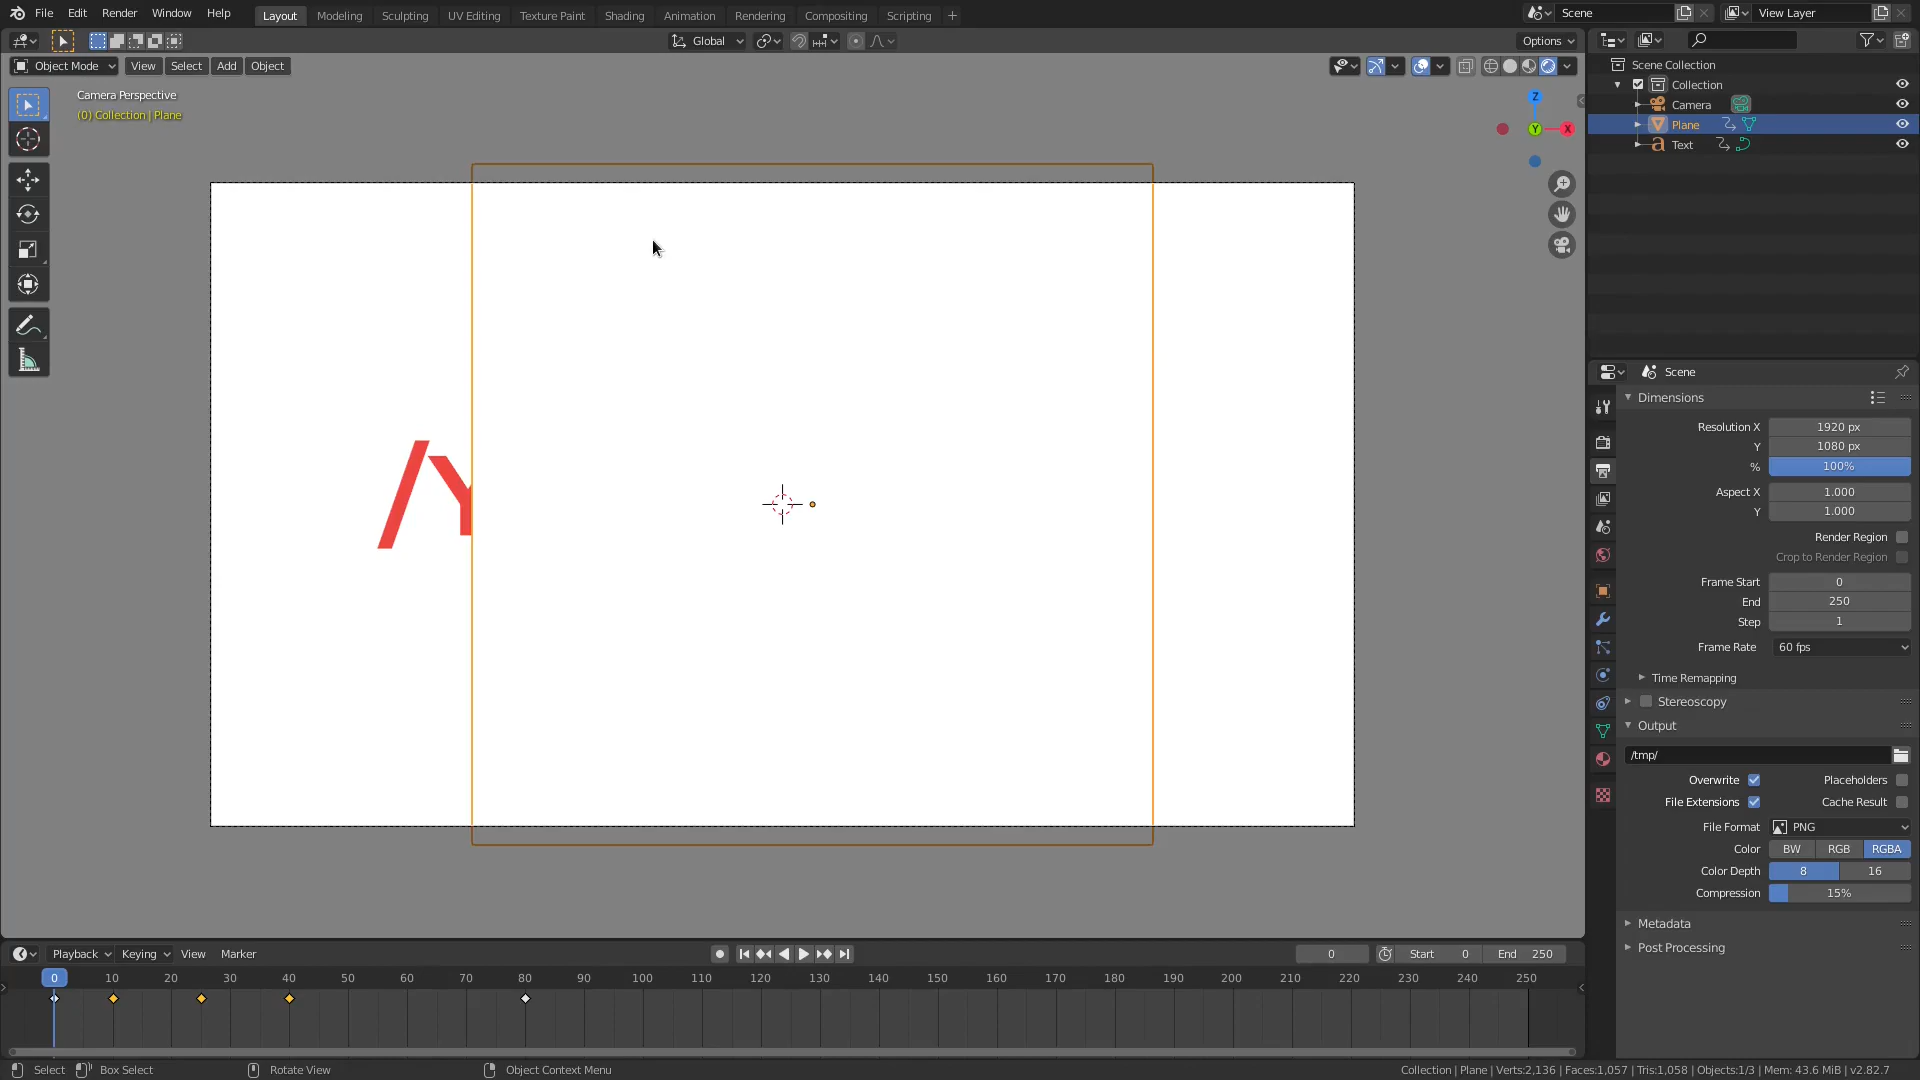 File Edit Render Window Help Layout Modeling Sculpting UV Editing Texture Paint Shading Animation Rendering Compositing Scripting + Scene View Layer
Global Options
Object Mode View Select Add Object
Camera Perspective
(0) Collection | Plane
Z
Y
X
/Y
Scene Collection
Collection
Camera
Plane
Text
Scene
Dimensions
Resolution X 1920 px
Y 1080 px
% 100%
Aspect X 1.000
Y 1.000
Render Region
Crop to Render Region
Frame Start 0
End 250
Step 1
Frame Rate 60 fps
Time Remapping
Stereoscopy
Output
/tmp/
Overwrite Placeholders
File Extensions Cache Result
File Format PNG
Color BW RGB RGBA
Color Depth 8 16
Compression 15%
Metadata
Post Processing
Playback Keying View Marker 0 Start 0 End 250
0 10 20 30 40 50 60 70 80 90 100 110 120 130 140 150 160 170 180 190 200 210 220 230 240 250
Select Box Select Rotate View Object Context Menu Collection | Plane | Verts:2,136 | Faces:1,057 | Tris:1,058 | Objects:1/3 | Mem: 43.6 MiB | v2.82.7